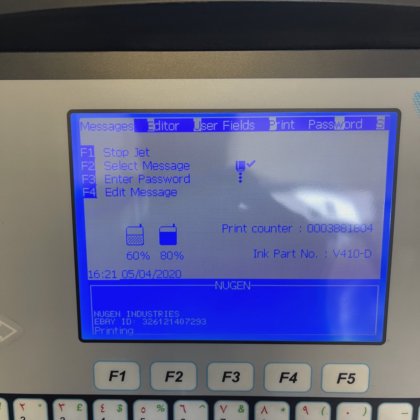 Messages Editor User Fields Print Password S
F1 Stop Jet
F2 Select Message
F3 Enter Password
F4 Edit Message
Print counter : 0003881604
60% 80%
Ink Part No. : V410-D
16:21 05/04/2020
NUGEN
NUGEN INDUSTRIES
EBAY ID: 326121407293
Printing
F1 F2 F3 F4 F5